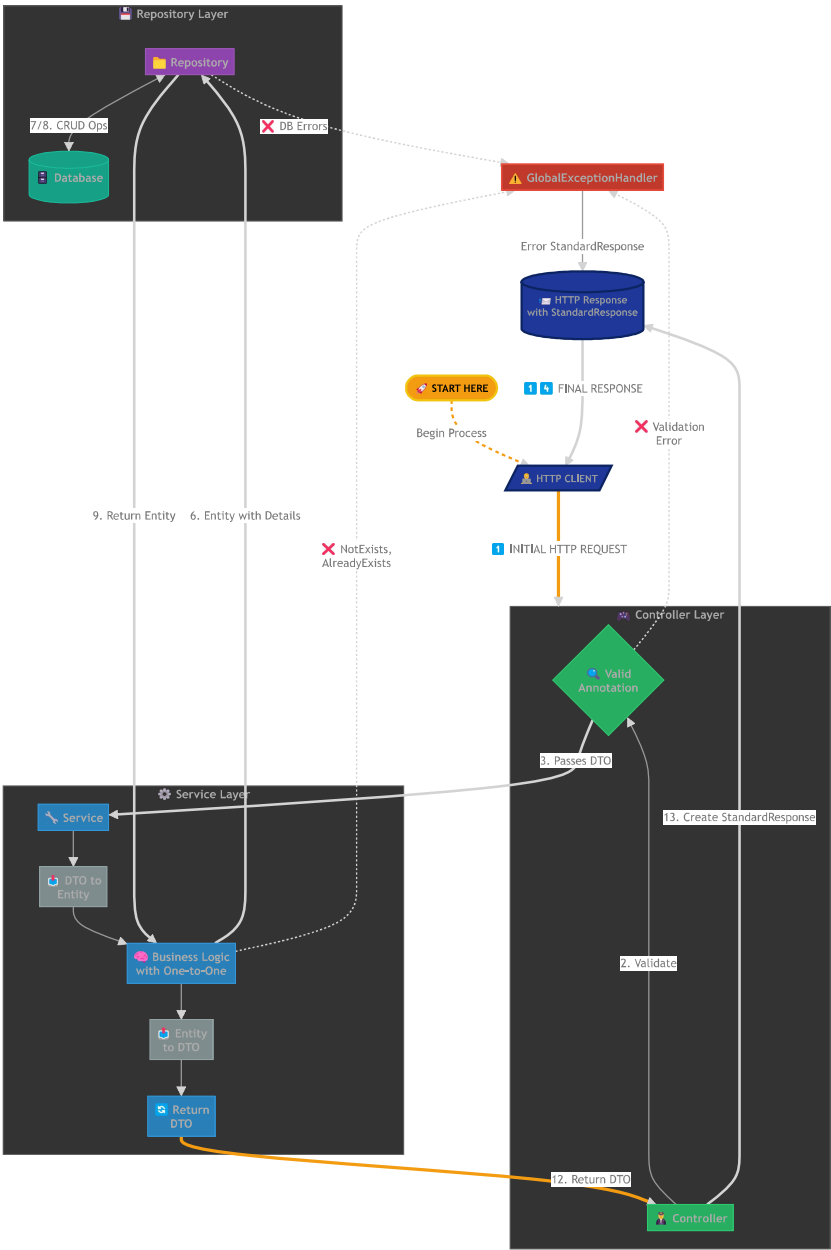 💾 Repository Layer
📁 Repository
7/8. CRUD Ops
❌ DB Errors
🗄️ Database
⚠️ GlobalExceptionHandler
Error StandardResponse
📨 HTTP Response
with StandardResponse
🚀 START HERE
1️⃣4️⃣ FINAL RESPONSE
Begin Process
❌ Validation
Error
👨‍💻 HTTP CLIENT
9. Return Entity
6. Entity with Details
❌ NotExists,
AlreadyExists
1️⃣ INITIAL HTTP REQUEST
🎮 Controller Layer
🔍 Valid
Annotation
3. Passes DTO
⚙️ Service Layer
🔧 Service
13. Create StandardResponse
📥 DTO to
Entity
🧠 Business Logic
with One-to-One
2. Validate
📤 Entity
to DTO
🔄 Return
DTO
12. Return DTO
👨‍✈️ Controller